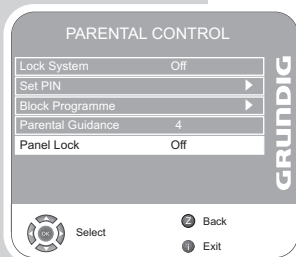 PARENTAL CONTROL
Lock System Off
Set PIN
Block Programme
Parental Guidance 4
Panel Lock Off
GRUNDIG
OK Select
Z Back
i Exit